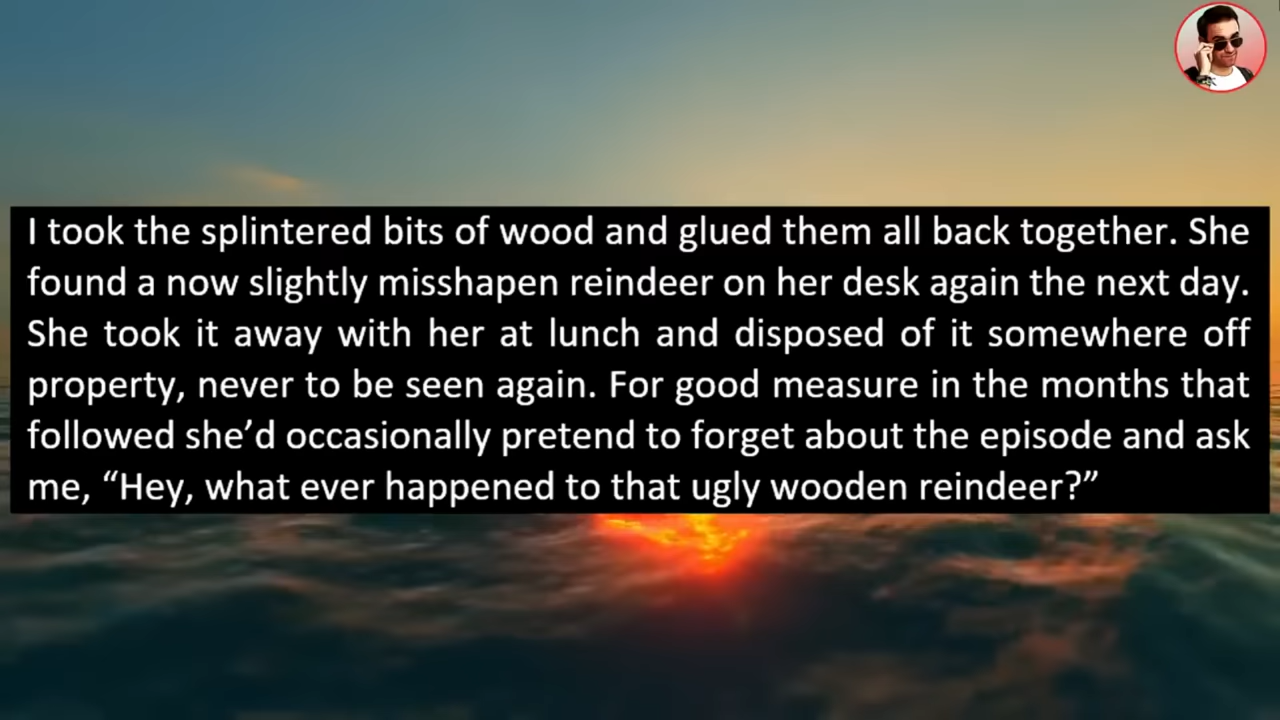 I took the splintered bits of wood and glued them all back together. She
found a now slightly misshapen reindeer on her desk again the next day.
She took it away with her at lunch and disposed of it somewhere off
property, never to be seen again. For good measure in the months that
followed she’d occasionally pretend to forget about the episode and ask
me, “Hey, what ever happened to that ugly wooden reindeer?”